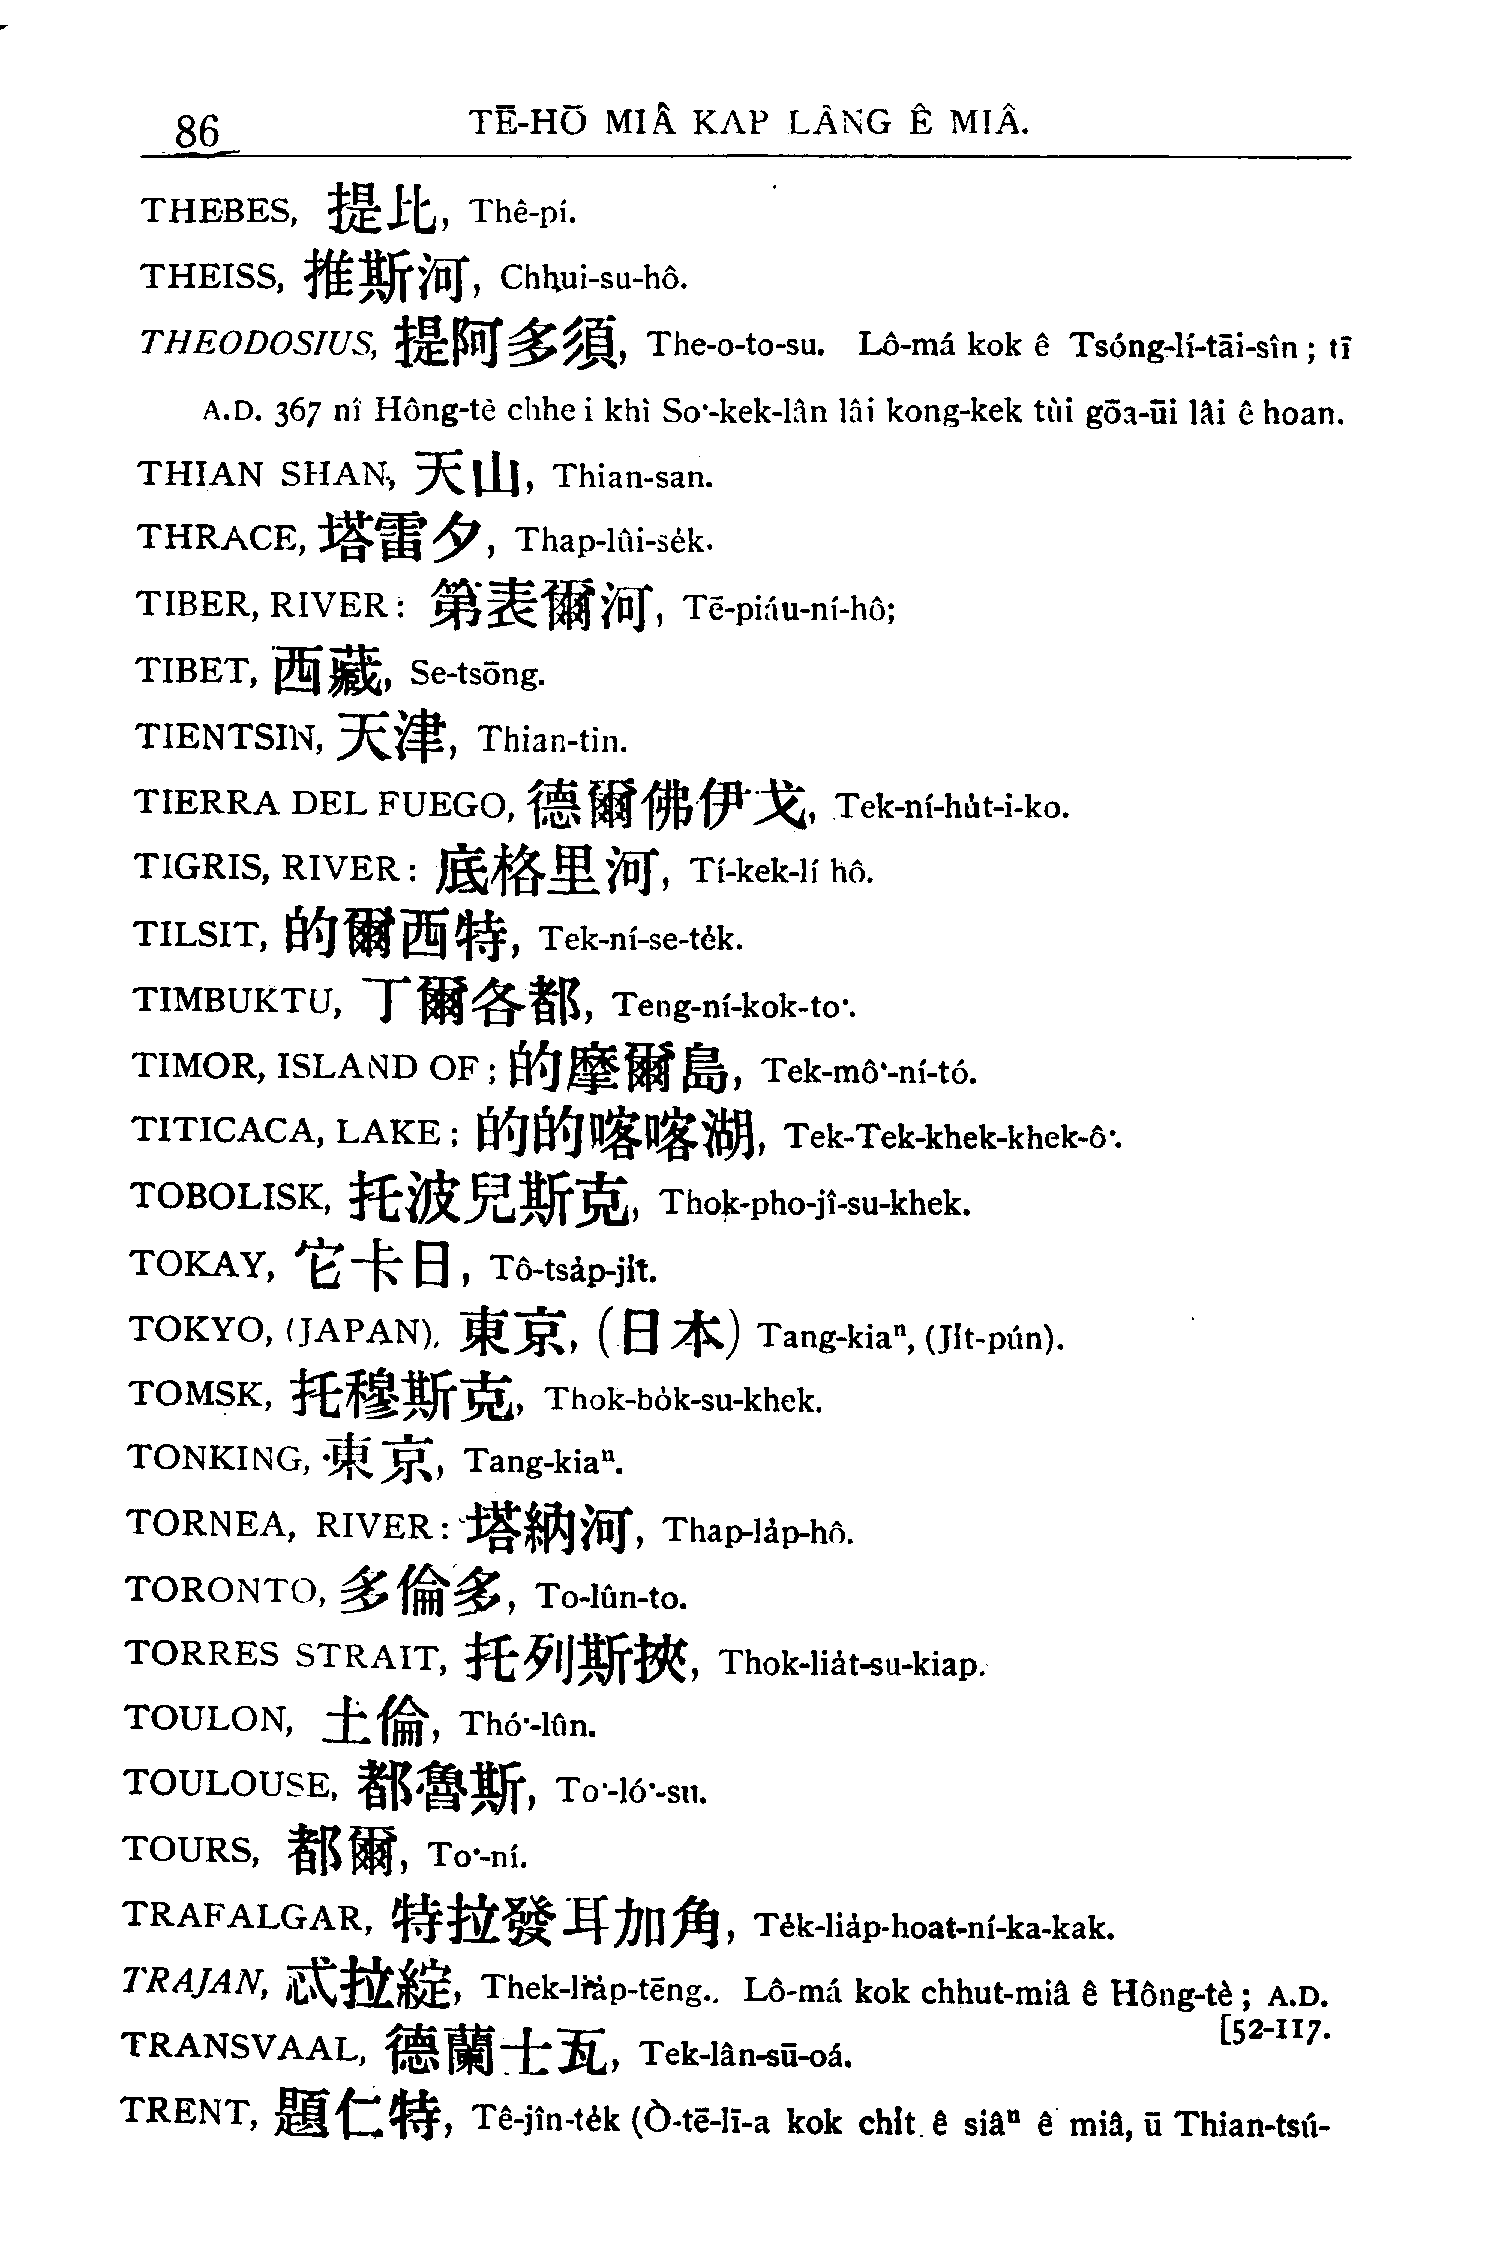 86 TĒ-HŌ MIÂ KAP LÂNG Ê MIÂ.
THEBES, 提比, Thê-pí.
THEISS, 推斯河, Chhui-su-hô.
THEODOSIUS, 提阿多須, The-o-to-su. Lô-má kok ê Tsóng-lí-tāi-sîn; tī
A.D. 367 nî Hông-tè chhe i khì So͘-kek-lân lâi kong-kek tùi gōa-ūi lâi ê hoan.
THIAN SHAN, 天山, Thian-san.
THRACE, 塔雷夕, Thap-lûi-se̍k.
TIBER, RIVER: 第表爾河, Tē-piáu-ní-hô;
TIBET, 西藏, Se-tsōng.
TIENTSIN, 天津, Thian-tin.
TIERRA DEL FUEGO, 德爾佛伊戈, Tek-ní-hu̍t-i-ko.
TIGRIS, RIVER: 底格里河, Tí-kek-lí hô.
TILSIT, 的爾西特, Tek-ní-se-te̍k.
TIMBUKTU, 丁爾各都, Teng-ní-kok-to͘.
TIMOR, ISLAND OF; 的摩爾島, Tek-mô͘-ní-tó.
TITICACA, LAKE; 的的喀喀湖, Tek-Tek-khek-khek-ô͘.
TOBOLISK, 托波兒斯克, Thok-pho-jî-su-khek.
TOKAY, 它卡日, Tô-tsa̍p-ji̍t.
TOKYO, (JAPAN), 東京, (日本) Tang-kiaⁿ, (Ji̍t-pún).
TOMSK, 托穆斯克, Thok-bo̍k-su-khek.
TONKING, 東京, Tang-kiaⁿ.
TORNEA, RIVER: 塔納河, Thap-la̍p-hô.
TORONTO, 多倫多, To-lûn-to.
TORRES STRAIT, 托列斯挾, Thok-lia̍t-su-kiap.
TOULON, 土倫, Thó͘-lûn.
TOULOUSE, 都魯斯, To͘-ló͘-su.
TOURS, 都爾, To͘-ní.
TRAFALGAR, 特拉發耳加角, Te̍k-lia̍p-hoat-ní-ka-kak.
TRAJAN, 忒拉綻, Thek-lia̍p-tēng.. Lô-má kok chhut-miâ ê Hông-tè; A.D.
[52-117.
TRANSVAAL, 德蘭士瓦, Tek-lân-sū-oá.
TRENT, 題仁特, Tê-jîn-te̍k (Ò-tē-lī-a kok chi̍t ê siâⁿ ê miâ, ū Thian-tsú-